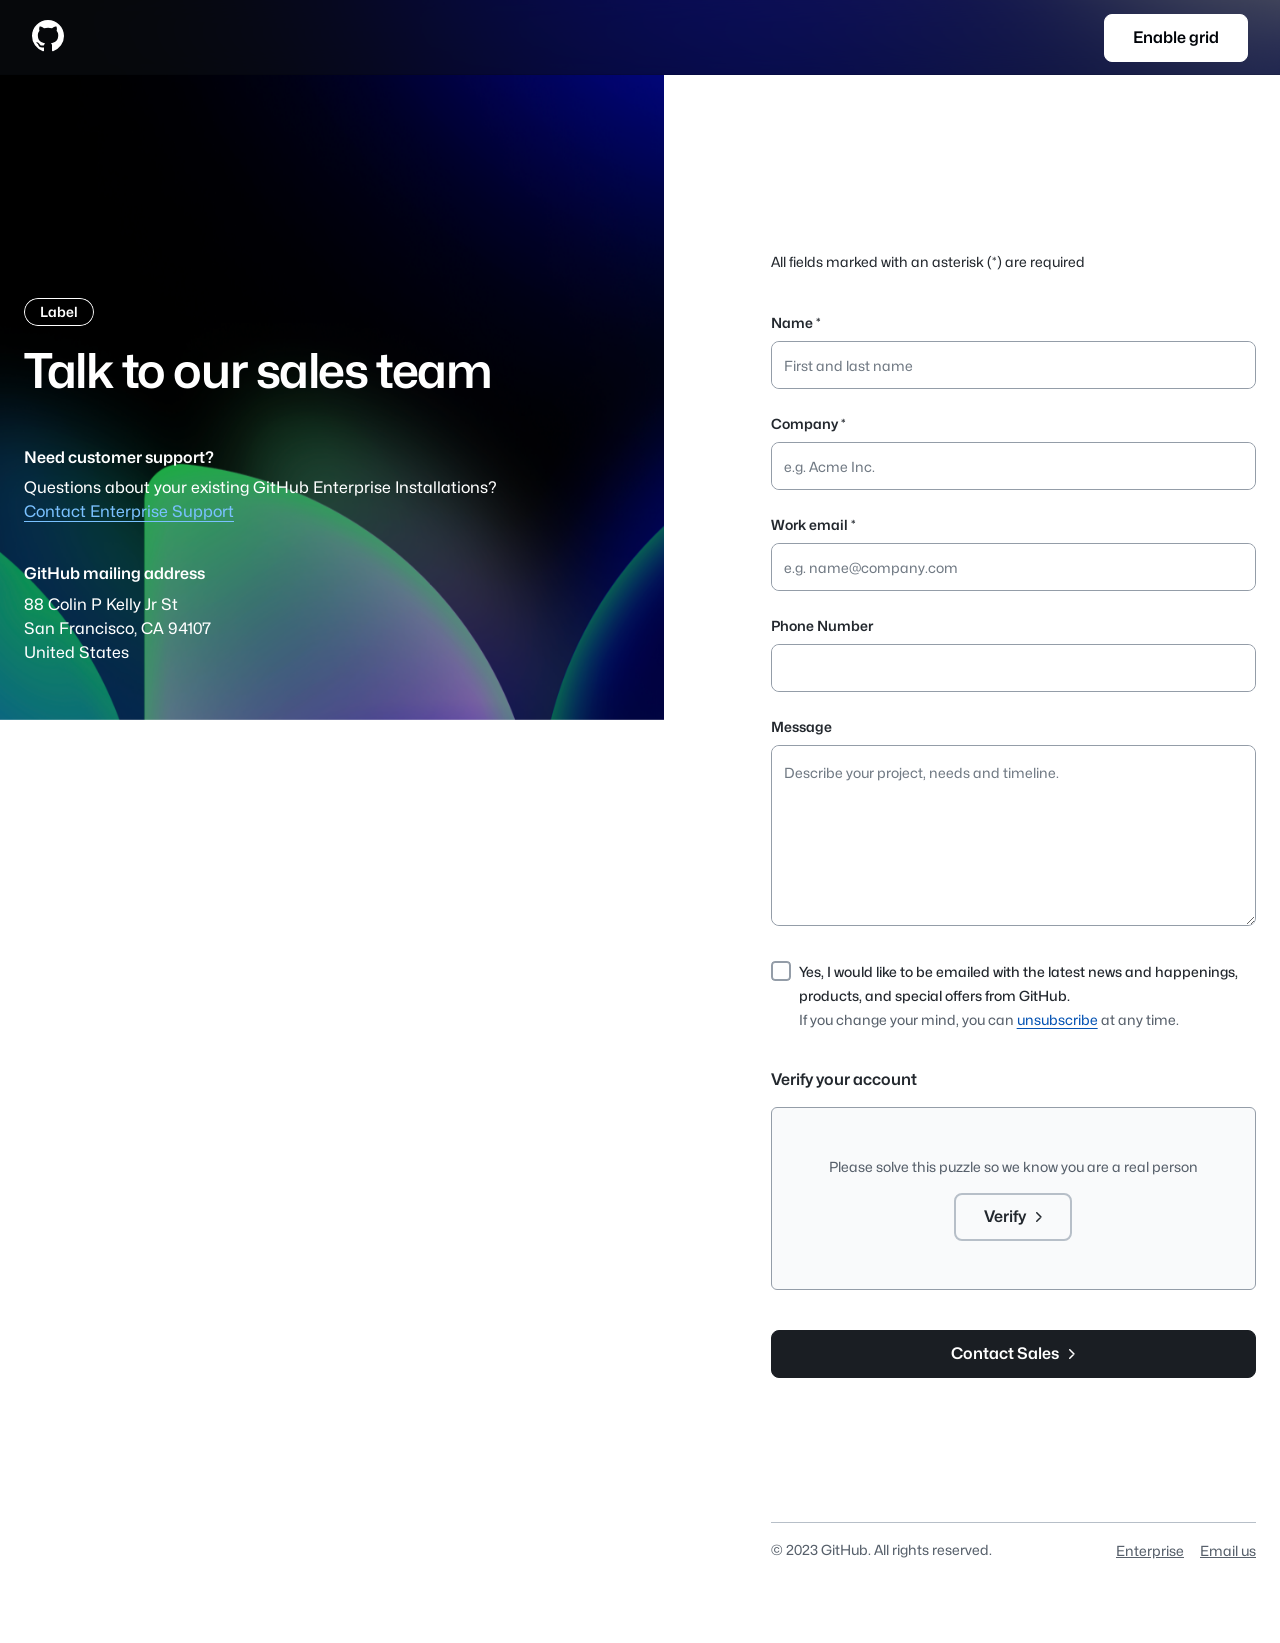 Enable grid
Label
Talk to our sales team
Need customer support?
Questions about your existing GitHub Enterprise Installations?
Contact Enterprise Support
GitHub mailing address
88 Colin P Kelly Jr St
San Francisco, CA 94107
United States
All fields marked with an asterisk (*) are required
Name *
First and last name
Company *
e.g. Acme Inc.
Work email *
e.g. name@company.com
Phone Number
Message
Describe your project, needs and timeline.
Yes, I would like to be emailed with the latest news and happenings,
products, and special offers from GitHub.
If you change your mind, you can unsubscribe at any time.
Verify your account
Please solve this puzzle so we know you are a real person
Verify
Contact Sales
© 2023 GitHub. All rights reserved.
Enterprise
Email us